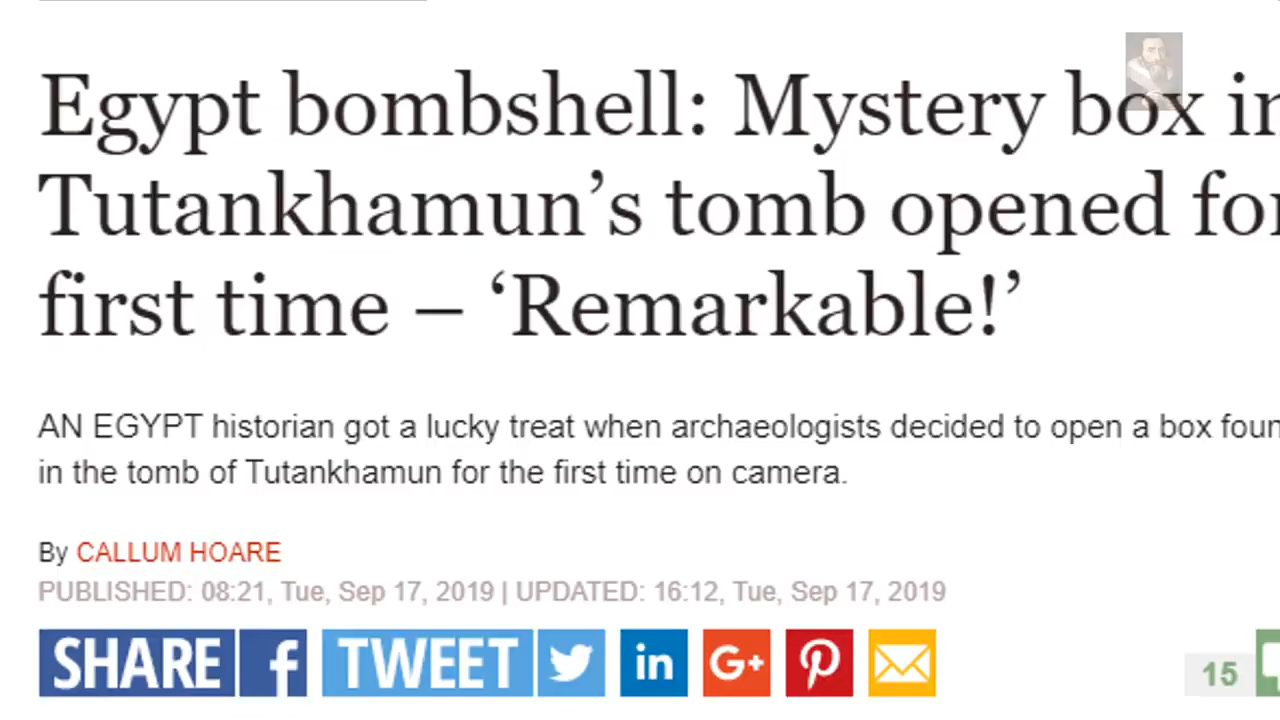 Egypt bombshell: Mystery box in
Tutankhamun’s tomb opened for
first time – ‘Remarkable!’
AN EGYPT historian got a lucky treat when archaeologists decided to open a box foun
in the tomb of Tutankhamun for the first time on camera.
By CALLUM HOARE
PUBLISHED: 08:21, Tue, Sep 17, 2019 | UPDATED: 16:12, Tue, Sep 17, 2019
SHARE f TWEET in G+ 15